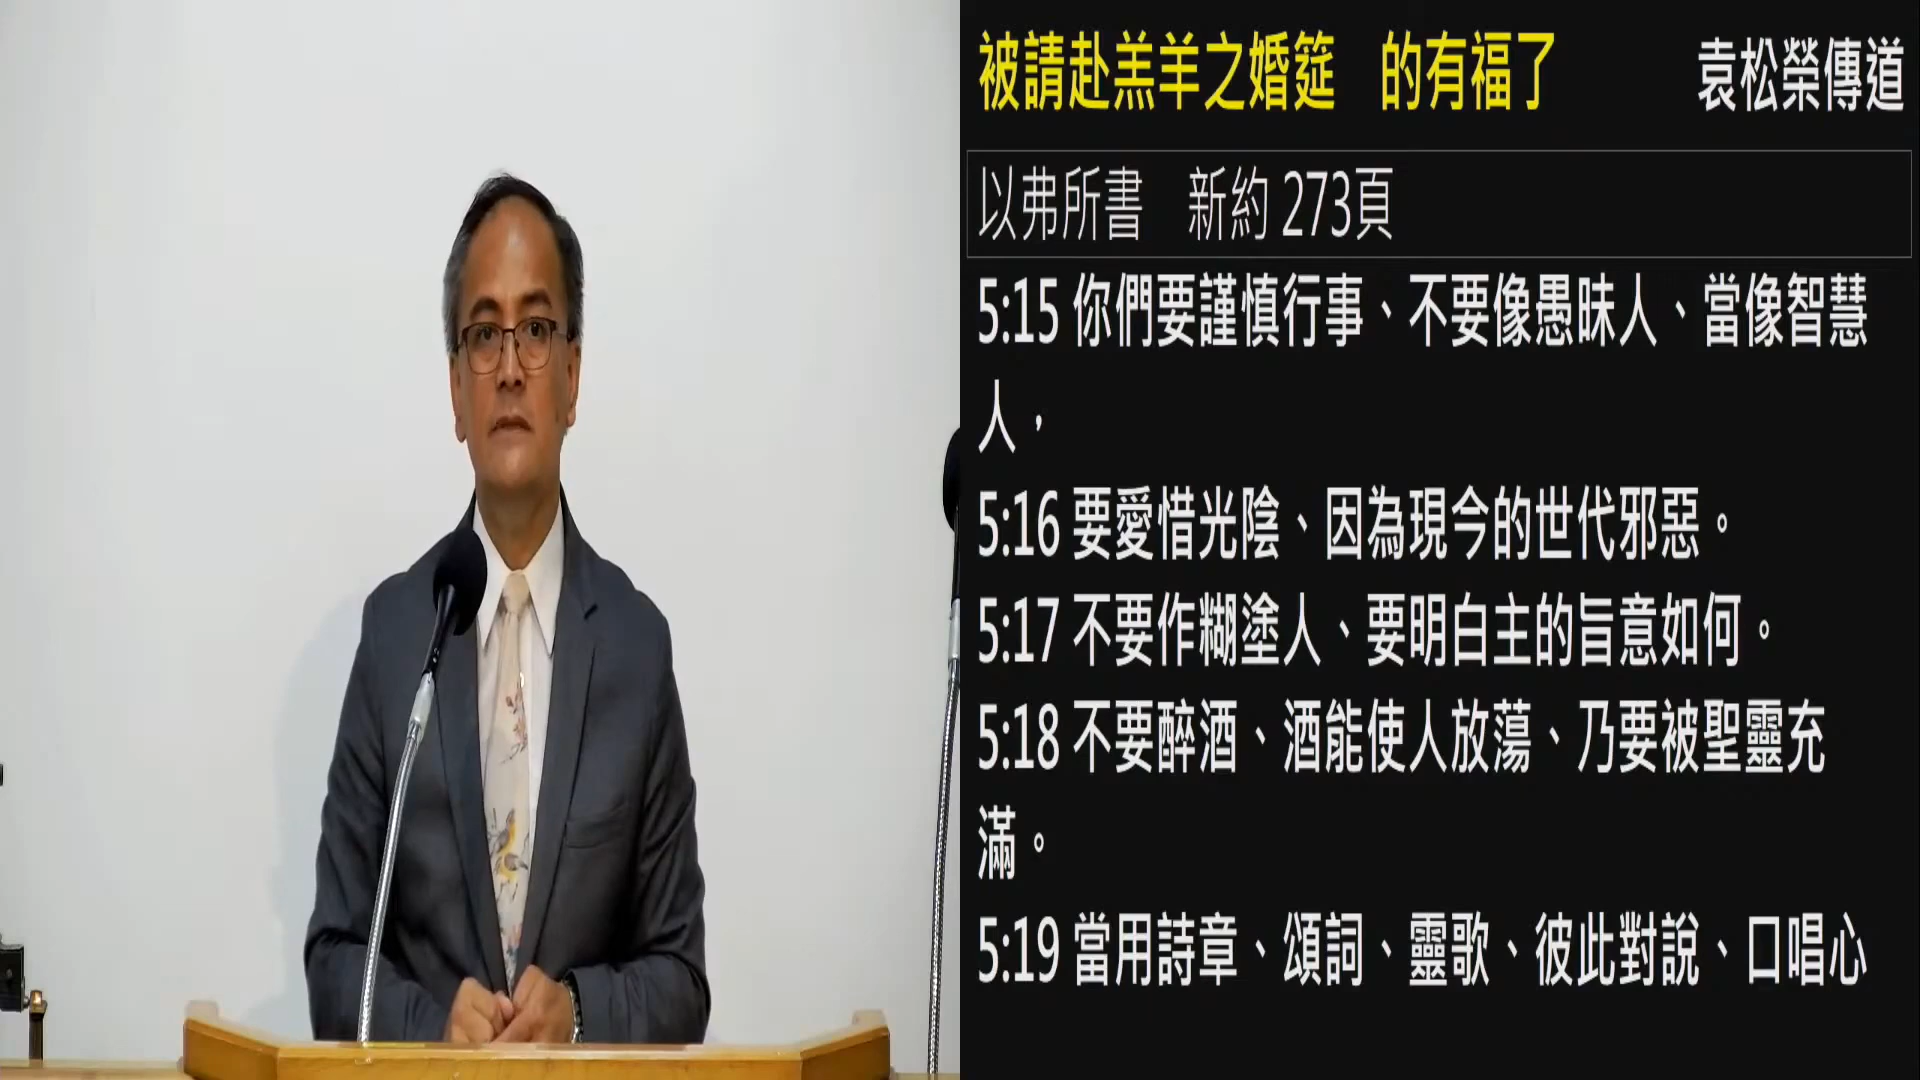 被請赴羔羊之婚筵　的有福了　袁松榮傳道
以弗所書　新約 273頁
5:15 你們要謹慎行事、不要像愚昧人、當像智慧
人，
5:16 要愛惜光陰、因為現今的世代邪惡。
5:17 不要作糊塗人、要明白主的旨意如何。
5:18 不要醉酒、酒能使人放蕩、乃要被聖靈充
滿。
5:19 當用詩章、頌詞、靈歌、彼此對說、口唱心